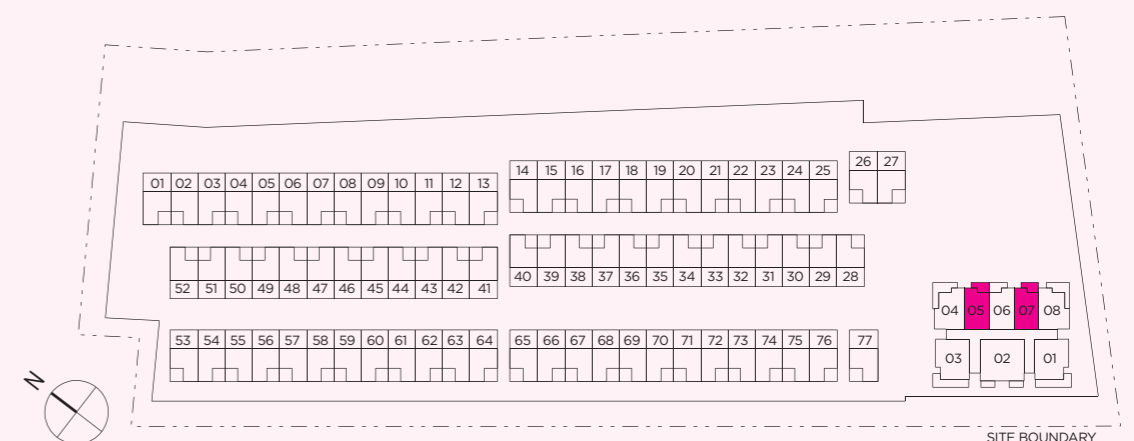 01 02 03 04 05 06 07 08 09 10 11 12 13
14 15 16 17 18 19 20 21 22 23 24 25
26 27
52 51 50 49 48 47 46 45 44 43 42 41
40 39 38 37 36 35 34 33 32 31 30 29 28
04 05 06 07 08
53 54 55 56 57 58 59 60 61 62 63 64
65 66 67 68 69 70 71 72 73 74 75 76
77
03 02 01
N
SITE BOUNDARY